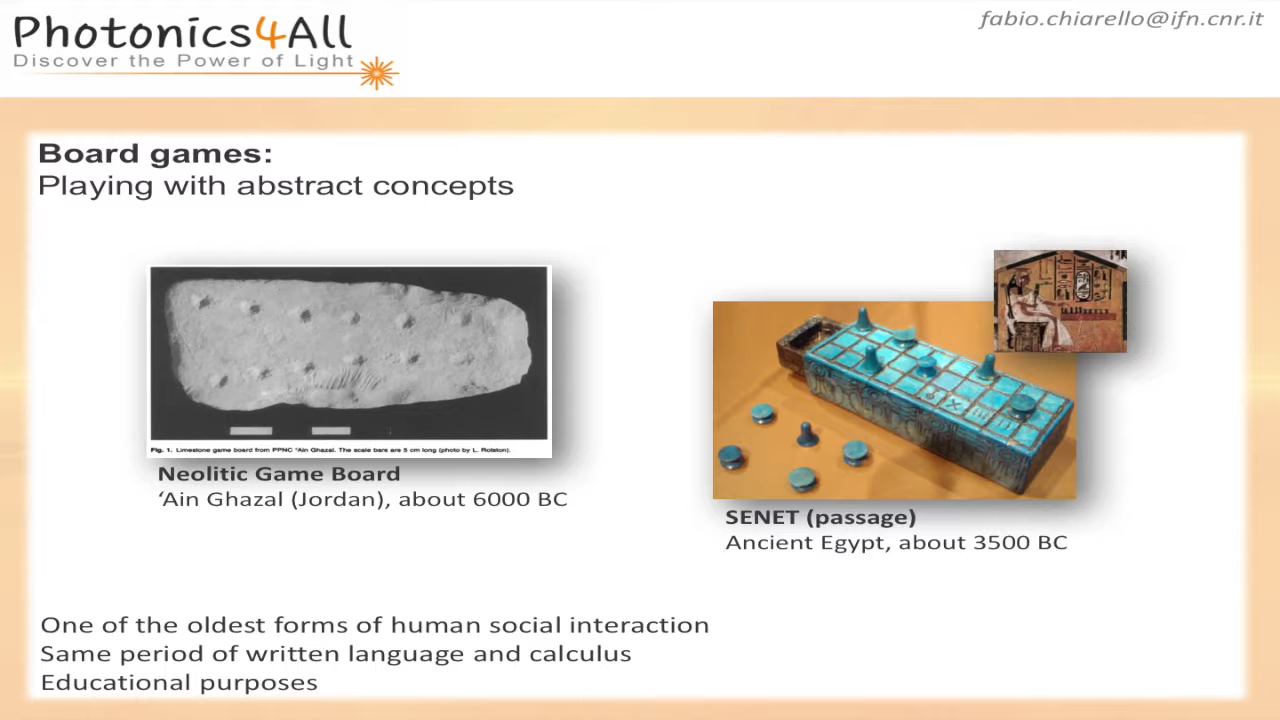 Photonics4All
Discover the Power of Light
fabio.chiarello@ifn.cnr.it
Board games:
Playing with abstract concepts
Fig. 1. Limestone game board from PPNC 'Ain Ghazal. The scale bars are 5 cm long (photo by L. Rolston).
Neolitic Game Board
‘Ain Ghazal (Jordan), about 6000 BC
SENET (passage)
Ancient Egypt, about 3500 BC
One of the oldest forms of human social interaction
Same period of written language and calculus
Educational purposes